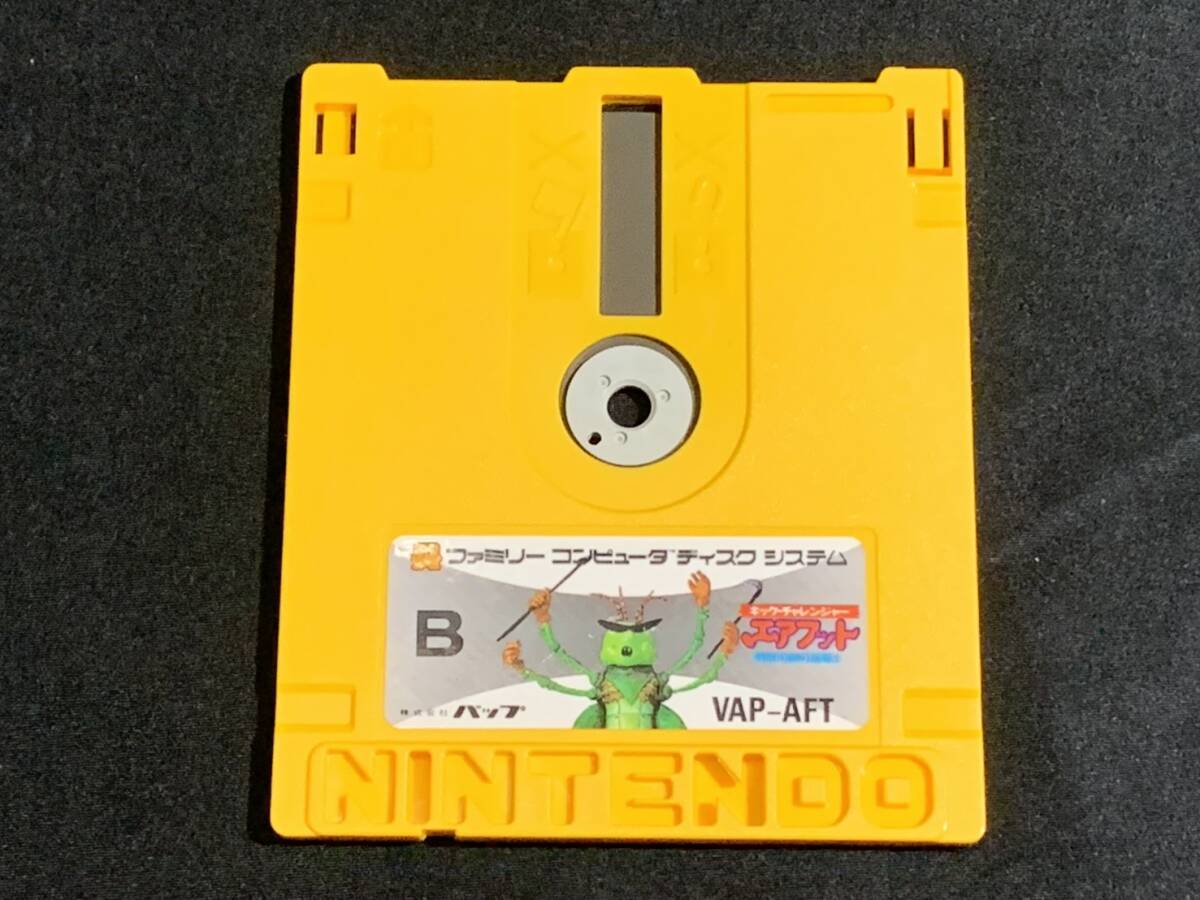 ファミリー コンピュータ ディスク システム
B
キック・チャレンジャー
エアフット
株式会社 バップ
VAP-AFT
NINTENDO